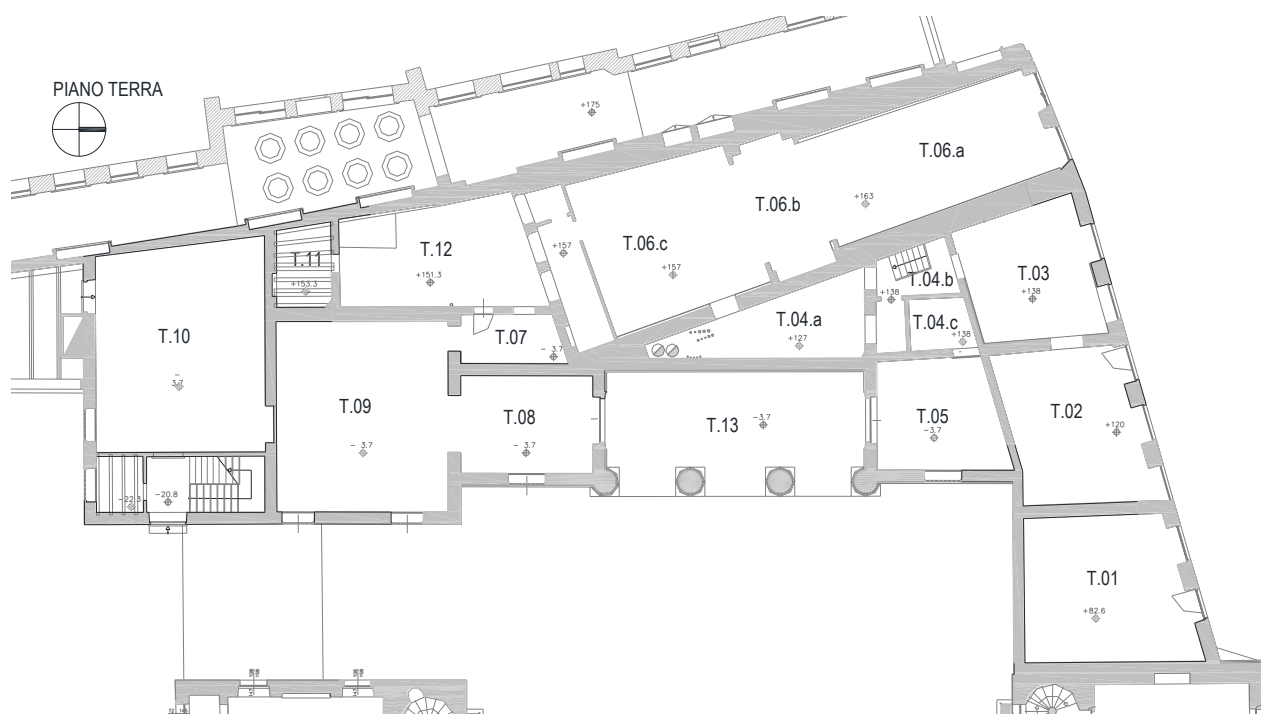 PIANO TERRA
+175
T.06.a
+163
T.06.b
T.06.c
+157
+157
T.12
+151.3
T.11
+153.3
T.03
+138
T.04.b
+138
T.04.c
+138
T.04.a
+127
T.10
- 3.7
T.07
- 3.7
T.09
- 3.7
T.08
- 3.7
T.13
-3.7
T.05
-3.7
T.02
+120
-22.3
-20.8
T.01
+82.6